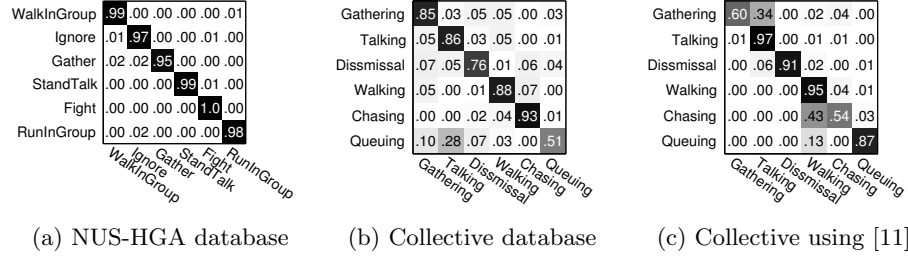 WalkInGroup .99 .00 .00 .00 .00 .01
Ignore .01 .97 .00 .00 .01 .00
Gather .02 .02 .95 .00 .00 .00
StandTalk .00 .00 .00 .99 .01 .00
Fight .00 .00 .00 .00 1.0 .00
RunInGroup .00 .02 .00 .00 .00 .98
WalkInGroup Ignore Gather StandTalk Fight RunInGroup
(a) NUS-HGA database
Gathering .85 .03 .05 .05 .00 .03
Talking .05 .86 .03 .05 .00 .01
Dissmissal .07 .05 .76 .01 .06 .04
Walking .05 .00 .01 .88 .07 .00
Chasing .00 .00 .02 .04 .93 .01
Queuing .10 .28 .07 .03 .00 .51
Gathering Talking Dissmissal Walking Chasing Queuing
(b) Collective database
Gathering .60 .34 .00 .02 .04 .00
Talking .01 .97 .00 .01 .00 .01
Dissmissal .00 .06 .91 .02 .00 .01
Walking .00 .00 .00 .95 .04 .01
Chasing .00 .00 .00 .43 .54 .03
Queuing .00 .00 .00 .13 .00 .87
Gathering Talking Dissmissal Walking Chasing Queuing
(c) Collective using [11]